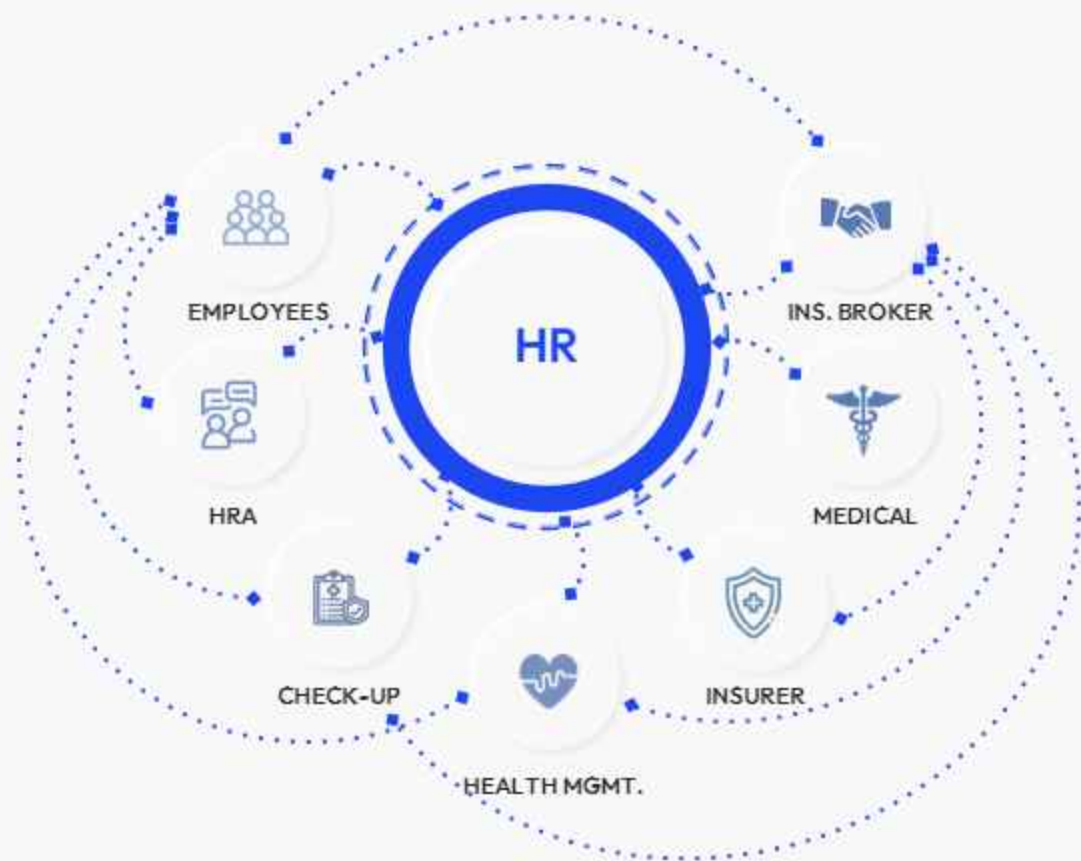 EMPLOYEES
INS. BROKER
HR
HRA
MEDICAL
CHECK-UP
INSURER
HEALTH MGMT.